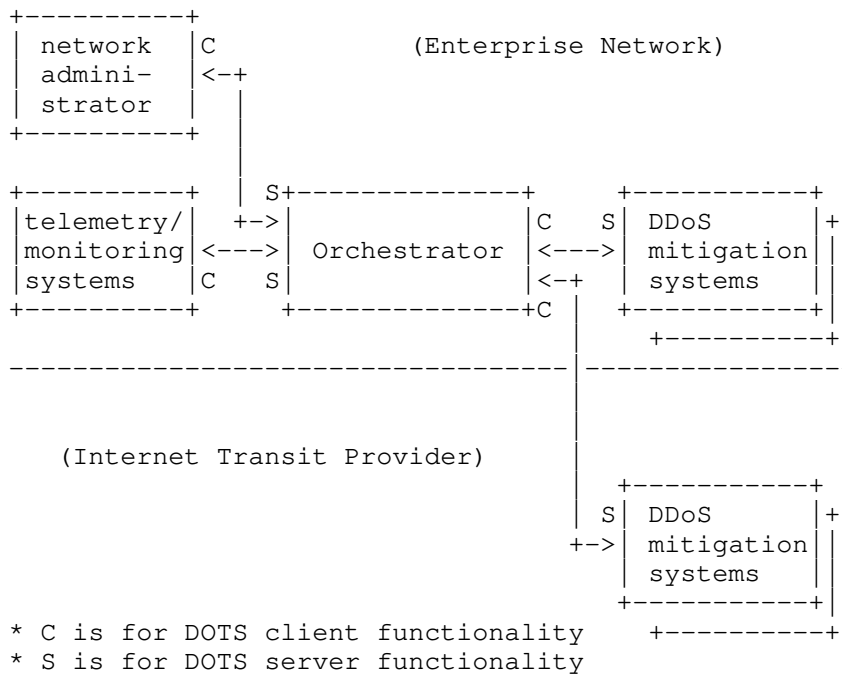 +----------+
| network  |C            (Enterprise Network)
| admini-  |<-+
| strator  |  |
+----------+  |
              |
+----------+  | S+--------------+     +-----------+
|telemetry/|  +->|              |C   S| DDoS      |+
|monitoring|<--->| Orchestrator |<--->| mitigation||
|systems   |C   S|              |<-+  | systems   ||
+----------+     +--------------+C |  +-----------+|
                                   |    +----------+
-----------------------------------|----------------
                                   |
                                   |
   (Internet Transit Provider)     |
                                   |  +-----------+
                                   | S| DDoS      |+
                                   +->| mitigation||
                                      | systems   ||
                                      +-----------+|
* C is for DOTS client functionality    +----------+
* S is for DOTS server functionality